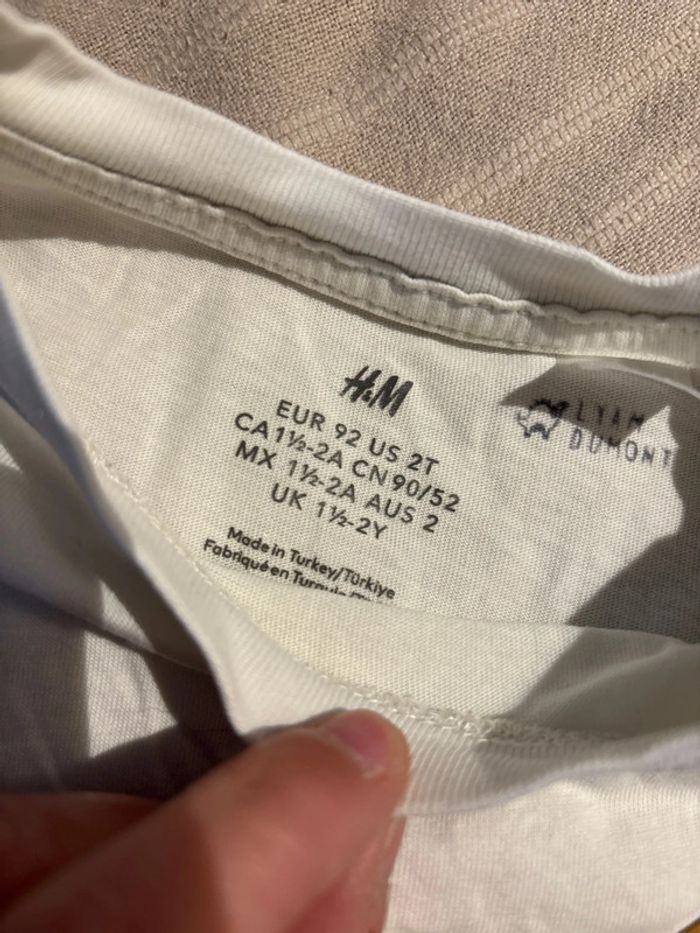 H&M
EUR 92 US 2T
CA 1½-2A CN 90/52
MX 1½-2A AUS 2
UK 1½-2Y
Made in Turkey/Türkiye
Fabriqué en
LYAM
DUMONT